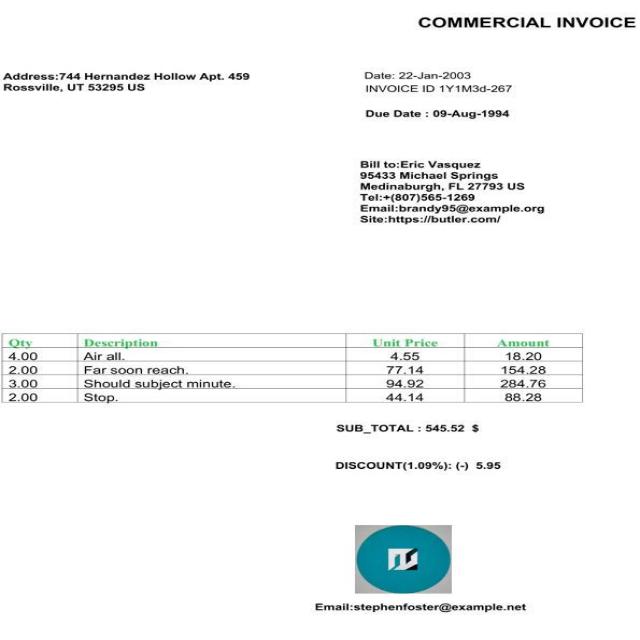 COMMERCIAL INVOICE
Address:744 Hernandez Hollow Apt. 459
Rossville, UT 53295 US
Date: 22-Jan-2003
INVOICE ID 1Y1M3d-267
Due Date : 09-Aug-1994
Bill to:Eric Vasquez
95433 Michael Springs
Medinaburgh, FL 27793 US
Tel:+(807)565-1269
Email:brandy95@example.org
Site:https://butler.com/
Qty Description Unit Price Amount
4.00 Air all. 4.55 18.20
2.00 Far soon reach. 77.14 154.28
3.00 Should subject minute. 94.92 284.76
2.00 Stop. 44.14 88.28
SUB_TOTAL : 545.52 $
DISCOUNT(1.09%): (-) 5.95
Email:stephenfoster@example.net